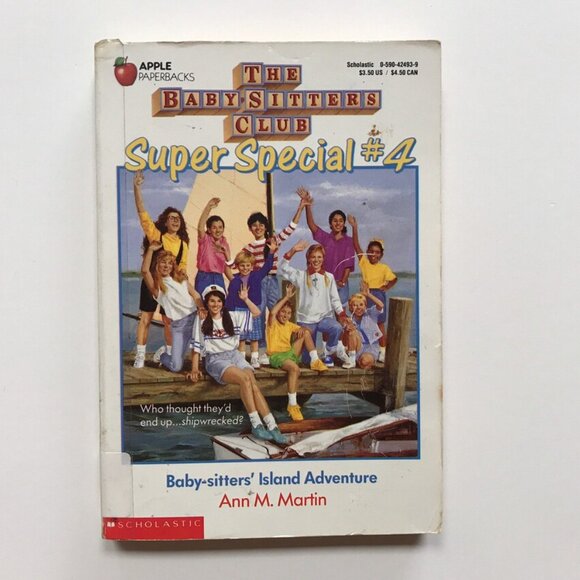 APPLE
PAPERBACKS
Scholastic 0-590-42493-9
$3.50 US / $4.50 CAN
THE
BABY-SITTERS
CLUB
Super Special #4
Who thought they'd
end up...shipwrecked?
Baby-sitters' Island Adventure
Ann M. Martin
SCHOLASTIC